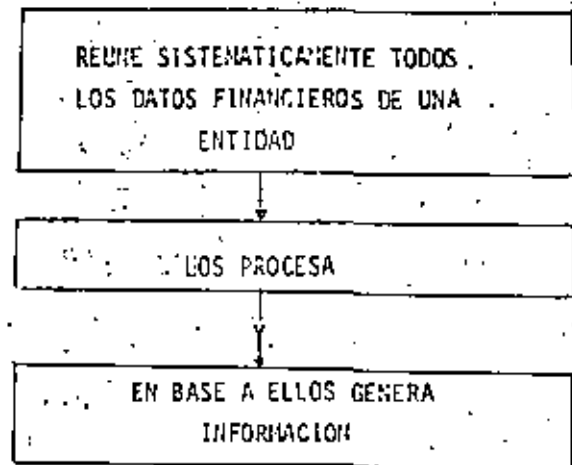 REUNE SISTEMATICAMENTE TODOS
LOS DATOS FINANCIEROS DE UNA
ENTIDAD
LOS PROCESA
EN BASE A ELLOS GENERA
INFORMACION